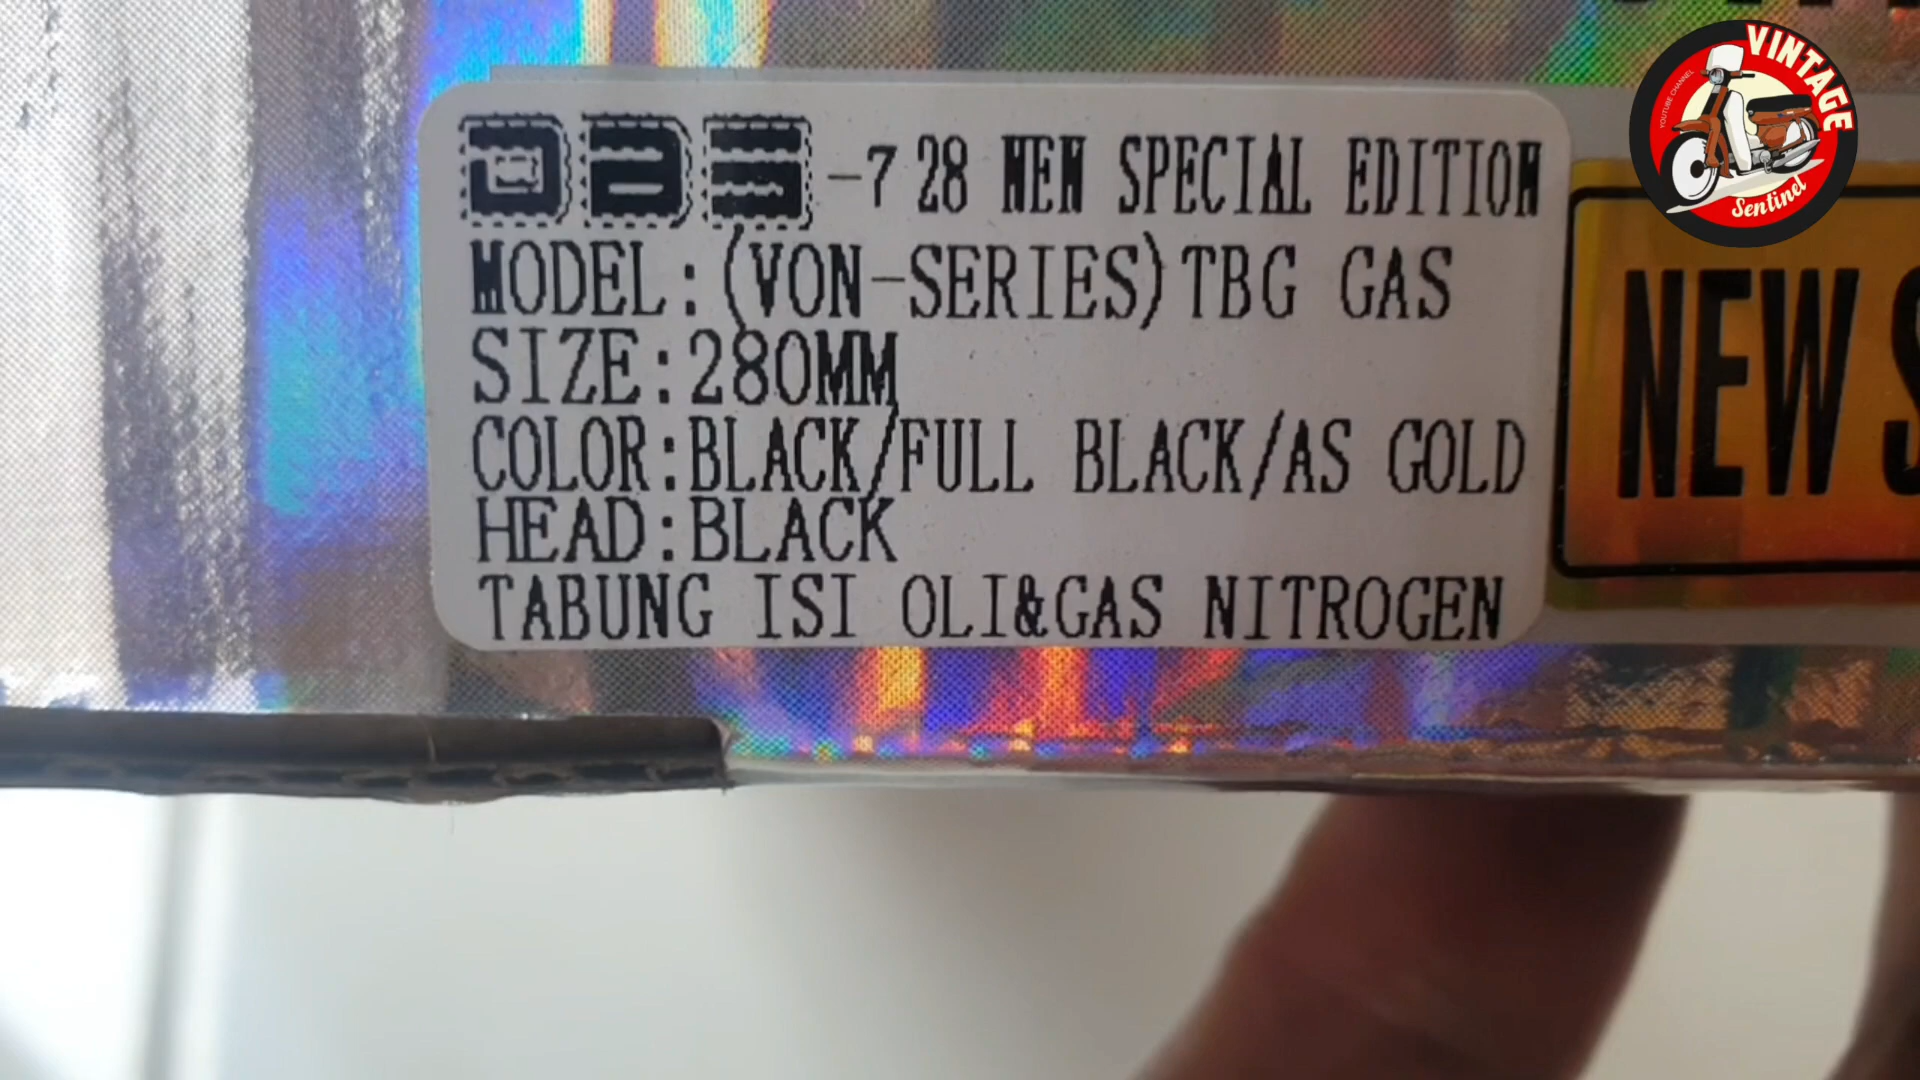 DBS -7 28 NEW SPECIAL EDITION
MODEL:(VON-SERIES)TBG GAS
SIZE:280MM
COLOR:BLACK/FULL BLACK/AS GOLD
HEAD:BLACK
TABUNG ISI OLI&GAS NITROGEN
NEW S
YOUTUBE CHANNEL
VINTAGE
Sentinel